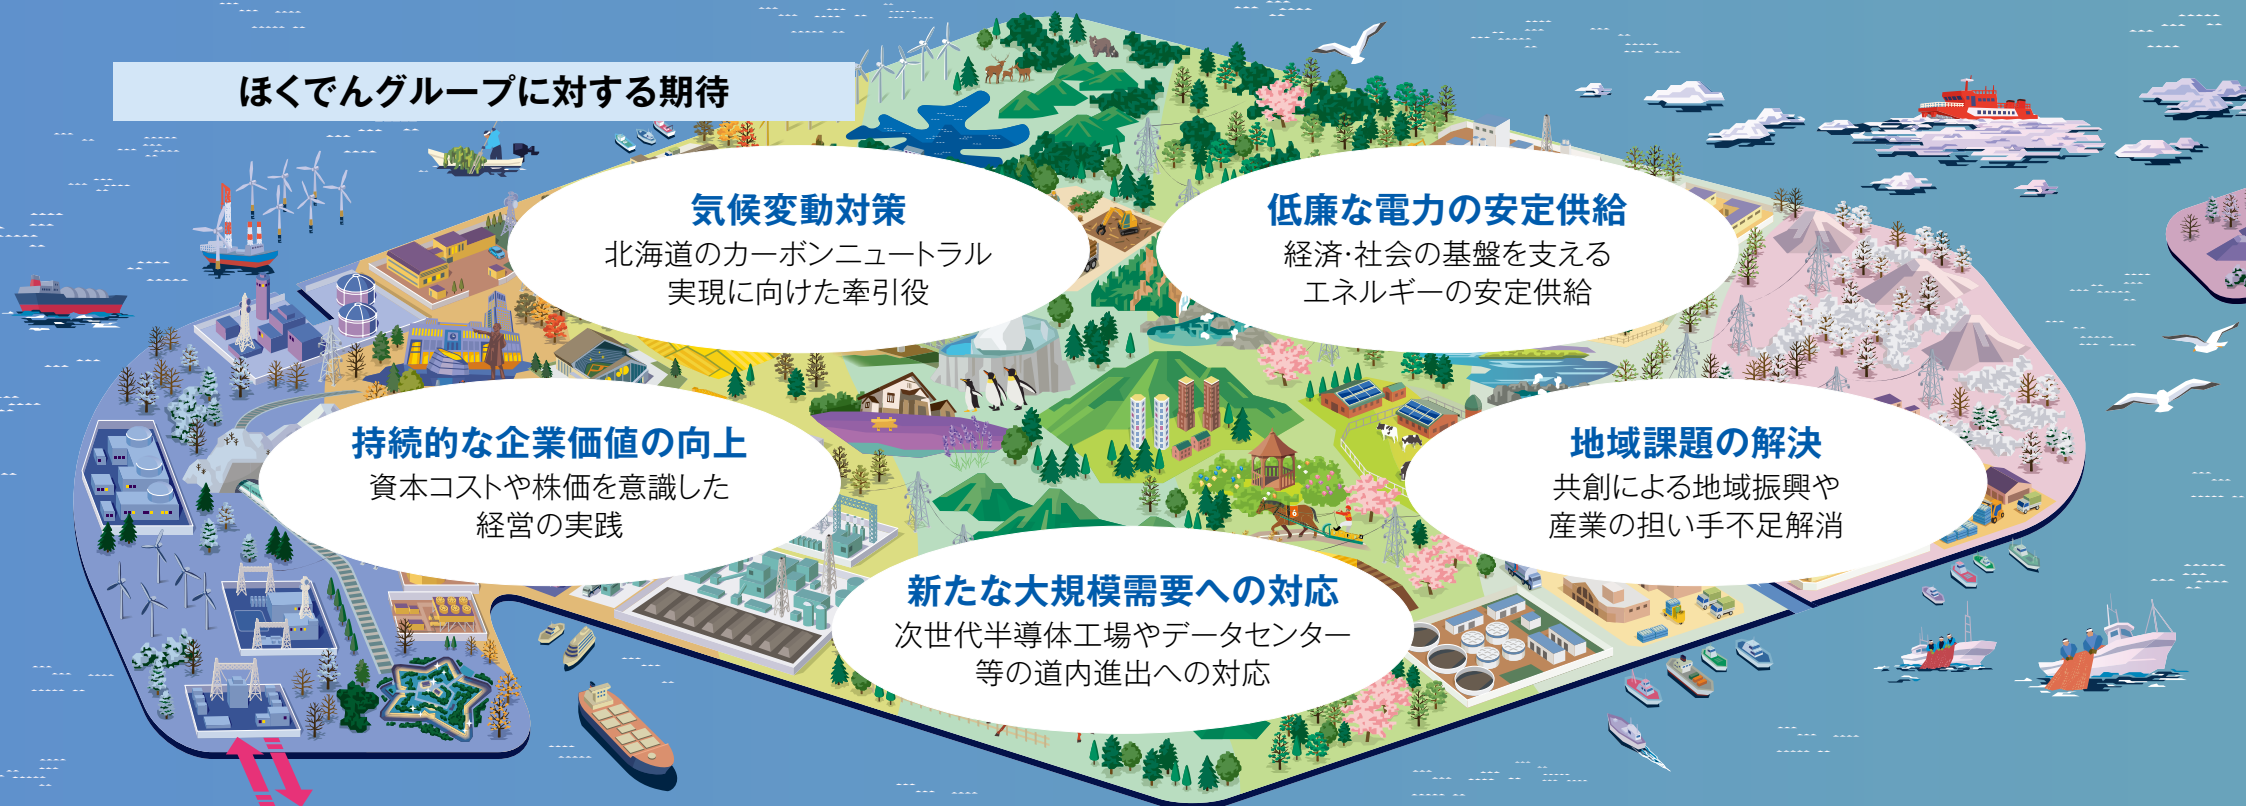 ほくでんグループに対する期待
気候変動対策
北海道のカーボンニュートラル
実現に向けた牽引役
低廉な電力の安定供給
経済・社会の基盤を支える
エネルギーの安定供給
持続的な企業価値の向上
資本コストや株価を意識した
経営の実践
地域課題の解決
共創による地域振興や
産業の担い手不足解消
新たな大規模需要への対応
次世代半導体工場やデータセンター
等の道内進出への対応
6